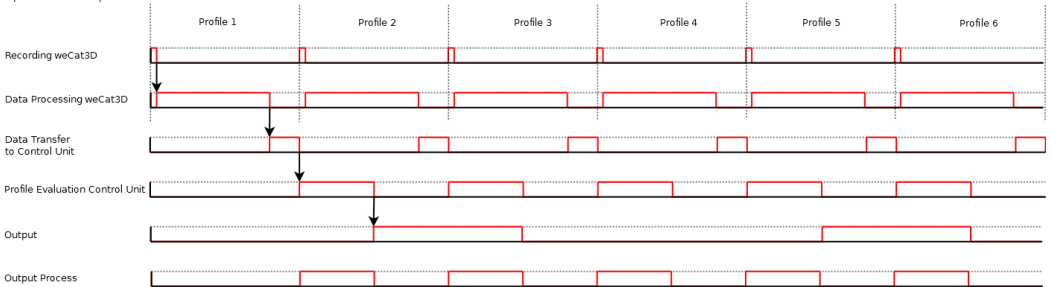 Profile 1
Profile 2
Profile 3
Profile 4
Profile 5
Profile 6
Recording weCat3D
Data Processing weCat3D
Data Transfer
to Control Unit
Profile Evaluation Control Unit
Output
Output Process